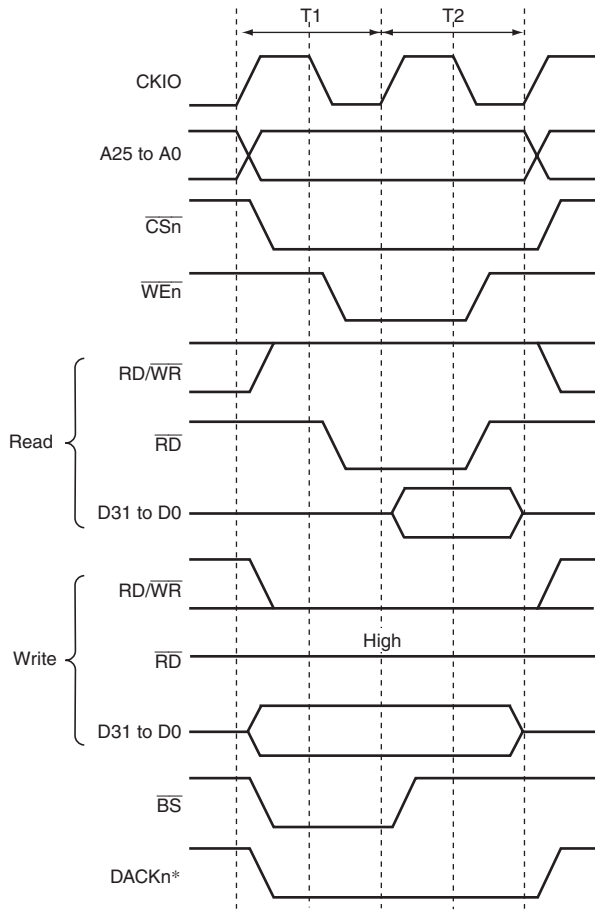 T1 T2
CKIO
A25 to A0
CSn
WEn
RD/WR
Read
RD
D31 to D0
RD/WR
High
Write
RD
D31 to D0
BS
DACKn*